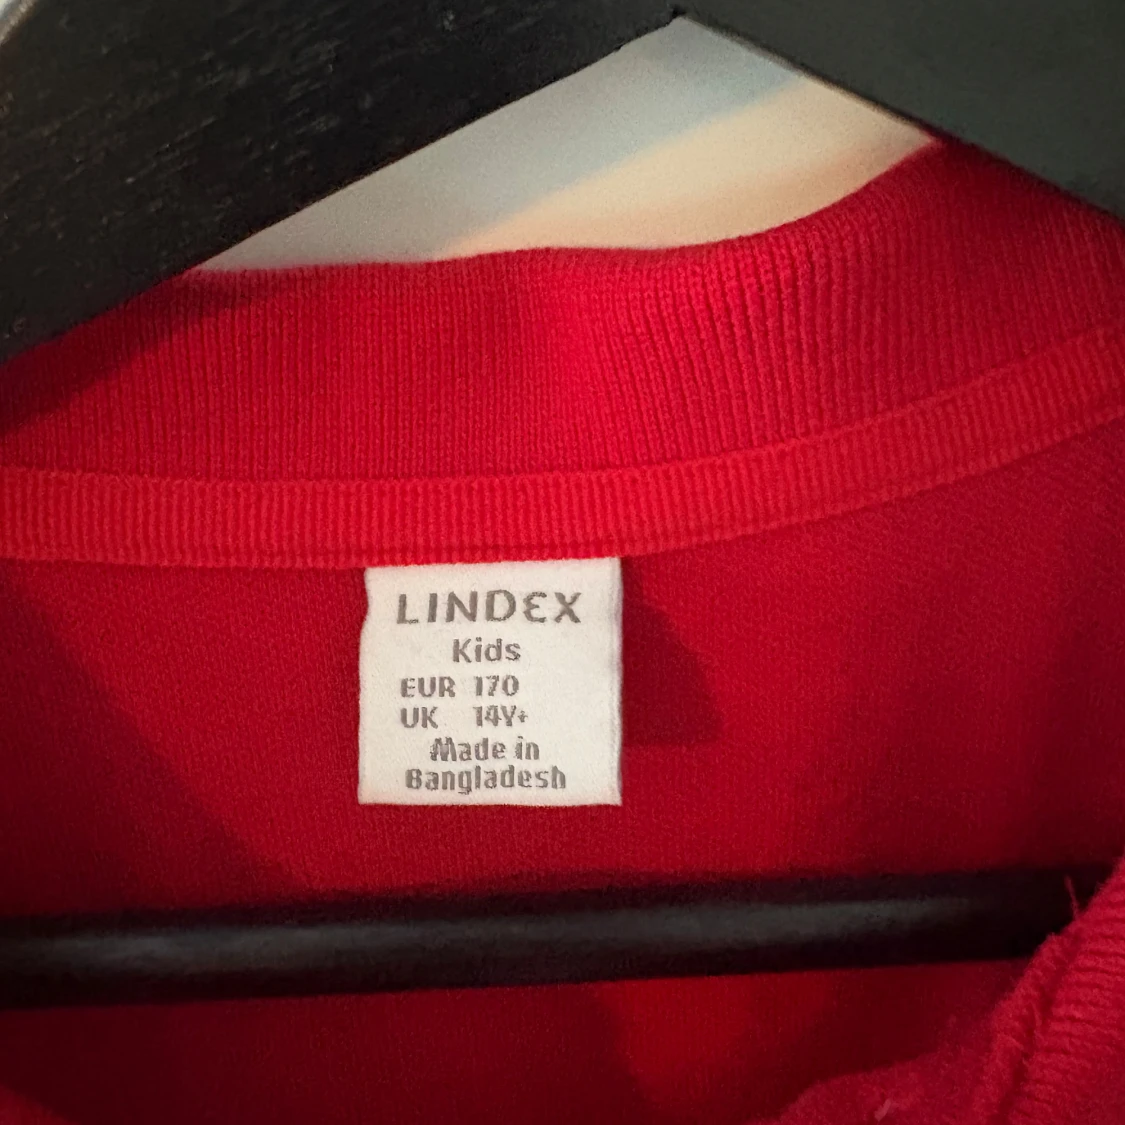 LINDEX
Kids
EUR 170
UK 14Y+
Made in
Bangladesh